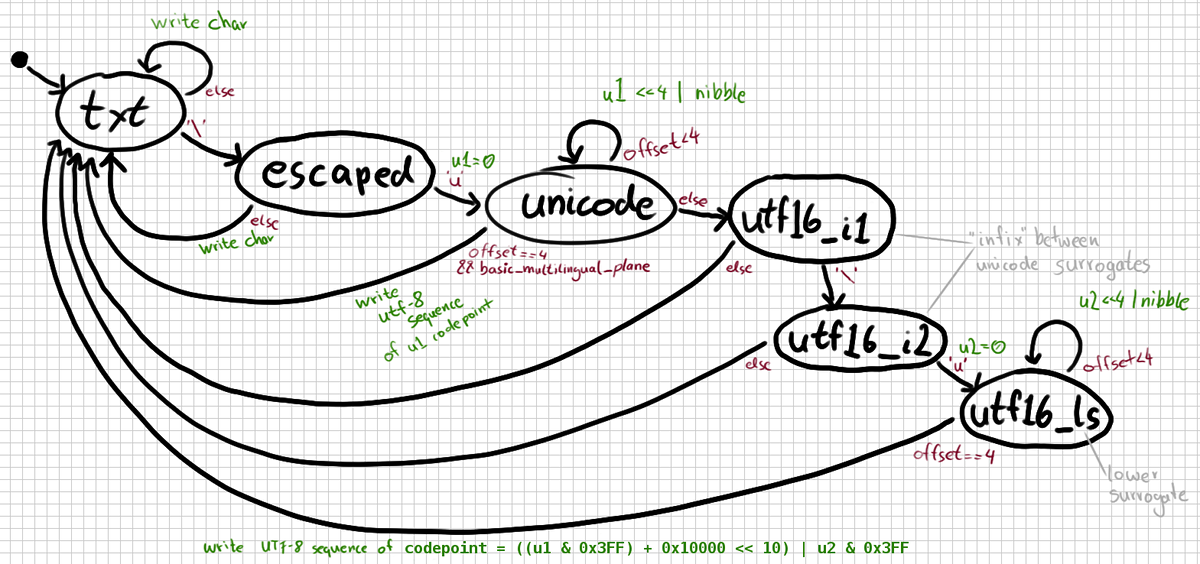 write char
else
txt
'\'
escaped
u1=0
'u'
else
write char
u1 <<4 | nibble
offset<4
unicode
else
offset==4
&& basic_multilingual_plane
write
utf-8
sequence
of u1 codepoint
utf16_i1
else
'\'
"infix" between
unicode surrogates
utf16_i2
else
u2=0
'u'
u2<<4 | nibble
offset<4
utf16_ls
offset==4
lower
surrogate
write UTF-8 sequence of codepoint = ((u1 & 0x3FF) + 0x10000 << 10) | u2 & 0x3FF